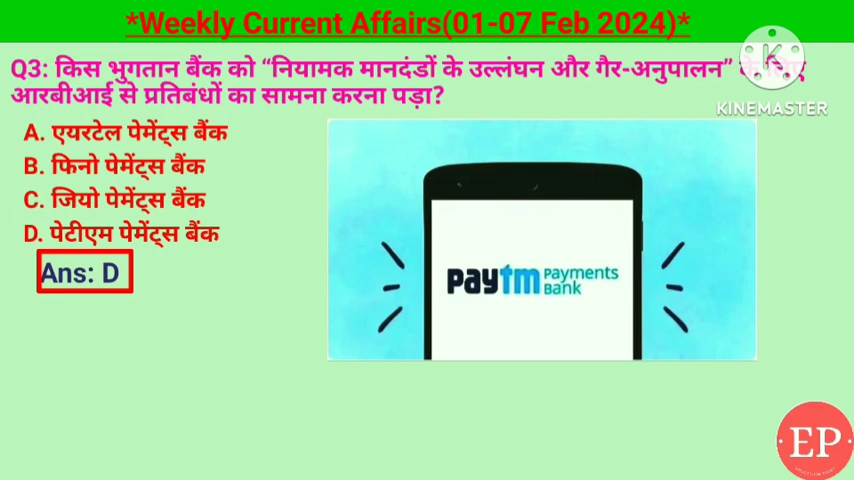 *Weekly Current Affairs(01-07 Feb 2024)*
Q3: किस भुगतान बैंक को “नियामक मानदंडों के उल्लंघन और गैर-अनुपालन” के लिए
आरबीआई से प्रतिबंधों का सामना करना पड़ा?
K
KINEMASTER
A. एयरटेल पेमेंट्स बैंक
B. फिनो पेमेंट्स बैंक
C. जियो पेमेंट्स बैंक
D. पेटीएम पेमेंट्स बैंक
Ans: D
paytm Payments
Bank
EP